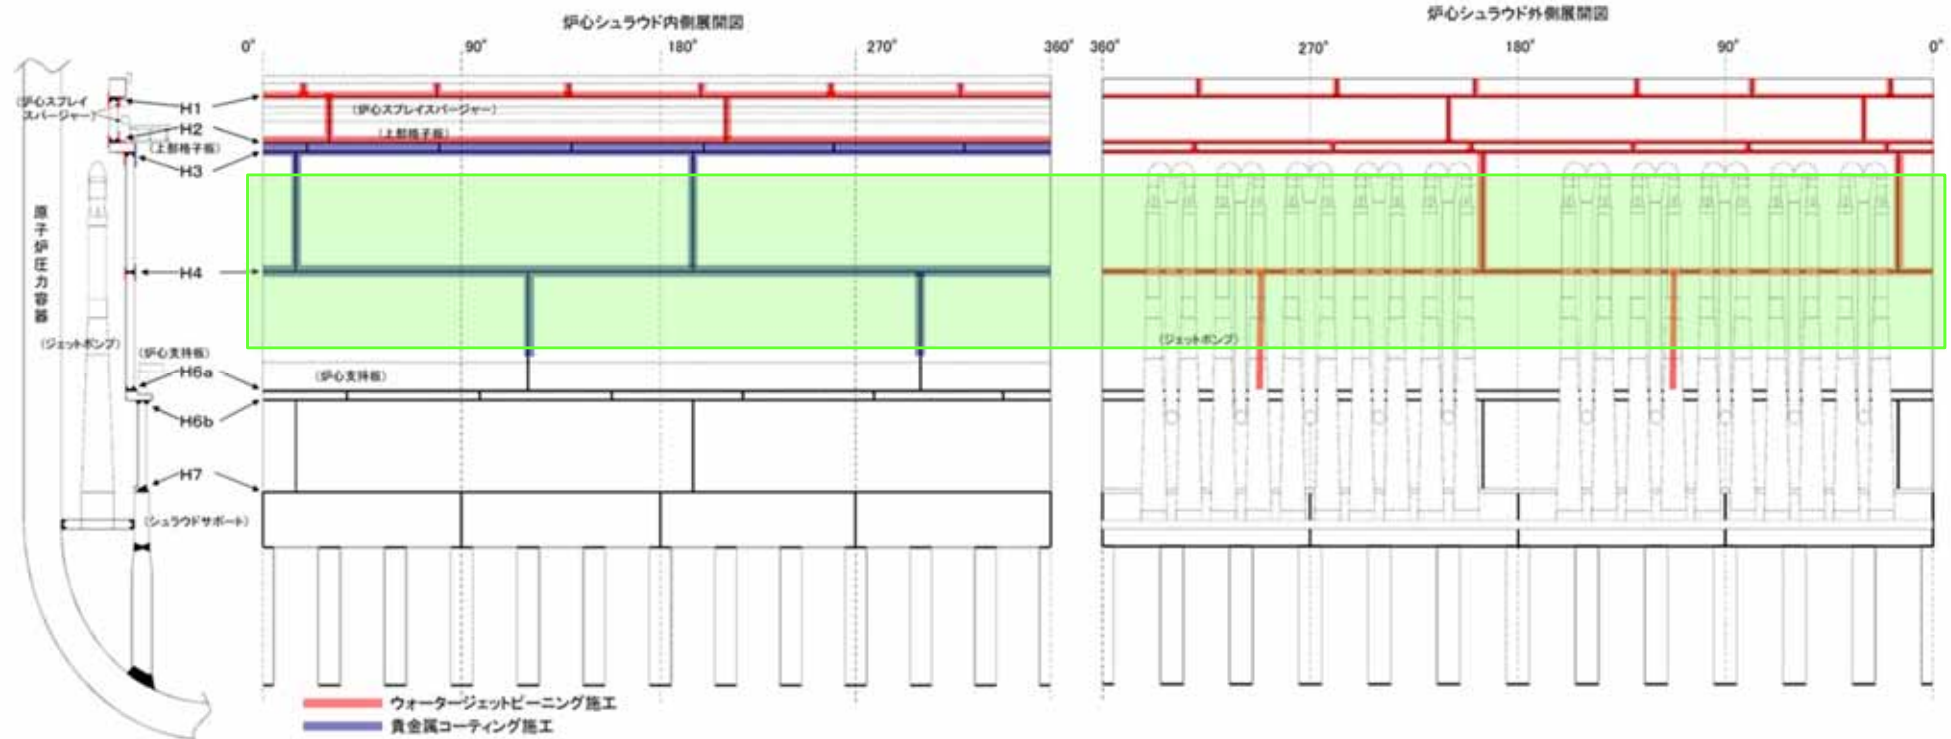 炉心シュラウド内側展開図
炉心シュラウド外側展開図
0°
90°
180°
270°
360°
360°
270°
180°
90°
0°
(炉心スプレイ
スパージャー)
H1
H2
(上部格子板)
H3
(炉心スプレイスパージャー)
(上部格子板)
原子炉圧力容器
H4
(ジェットポンプ)
(炉心支持板)
H6a
(炉心支持板)
(ジェットポンプ)
H6b
H7
(シュラウドサポート)
ウォータージェットピーニング施工
貴金属コーティング施工